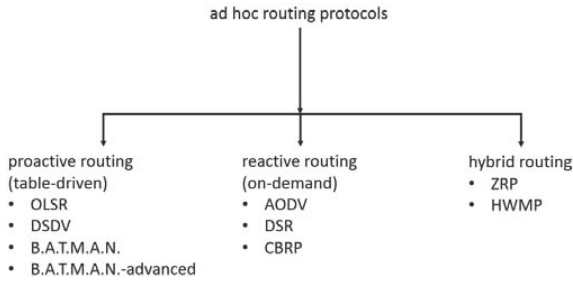 ad hoc routing protocols
proactive routing
(table-driven)
• OLSR
• DSDV
• B.A.T.M.A.N.
• B.A.T.M.A.N.-advanced
reactive routing
(on-demand)
• AODV
• DSR
• CBRP
hybrid routing
• ZRP
• HWMP